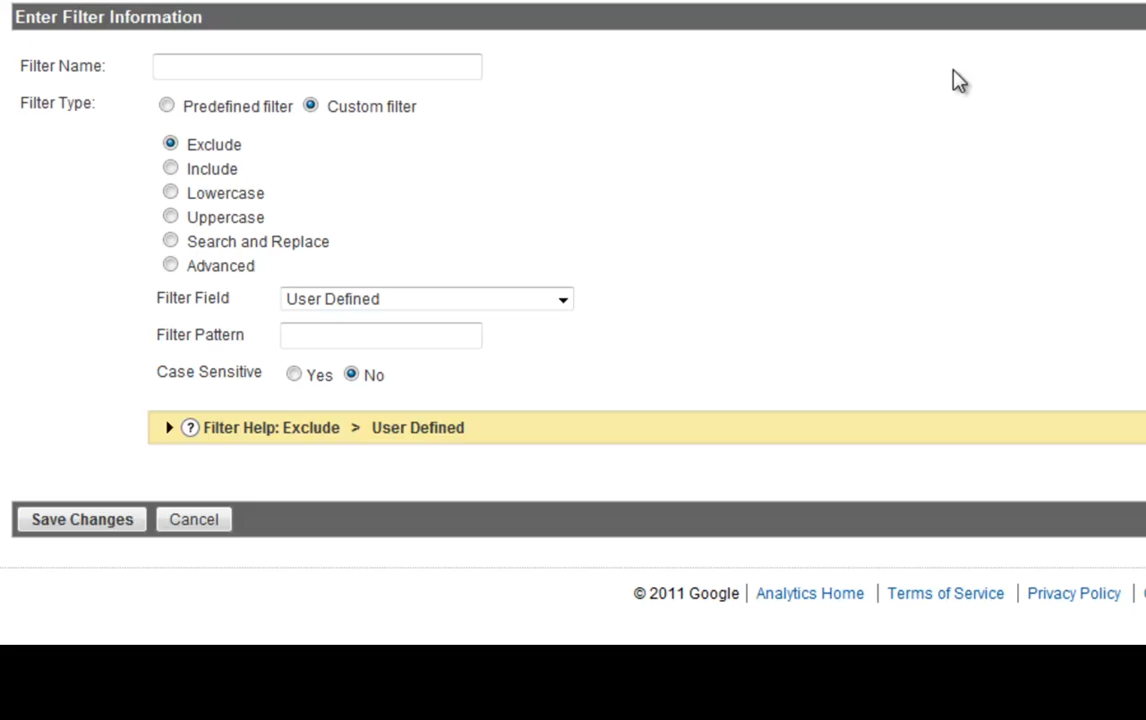 Enter Filter Information
Filter Name:
Filter Type: Predefined filter Custom filter
Exclude
Include
Lowercase
Uppercase
Search and Replace
Advanced
Filter Field User Defined
Filter Pattern
Case Sensitive Yes No
? Filter Help: Exclude > User Defined
Save Changes Cancel
© 2011 Google | Analytics Home | Terms of Service | Privacy Policy |